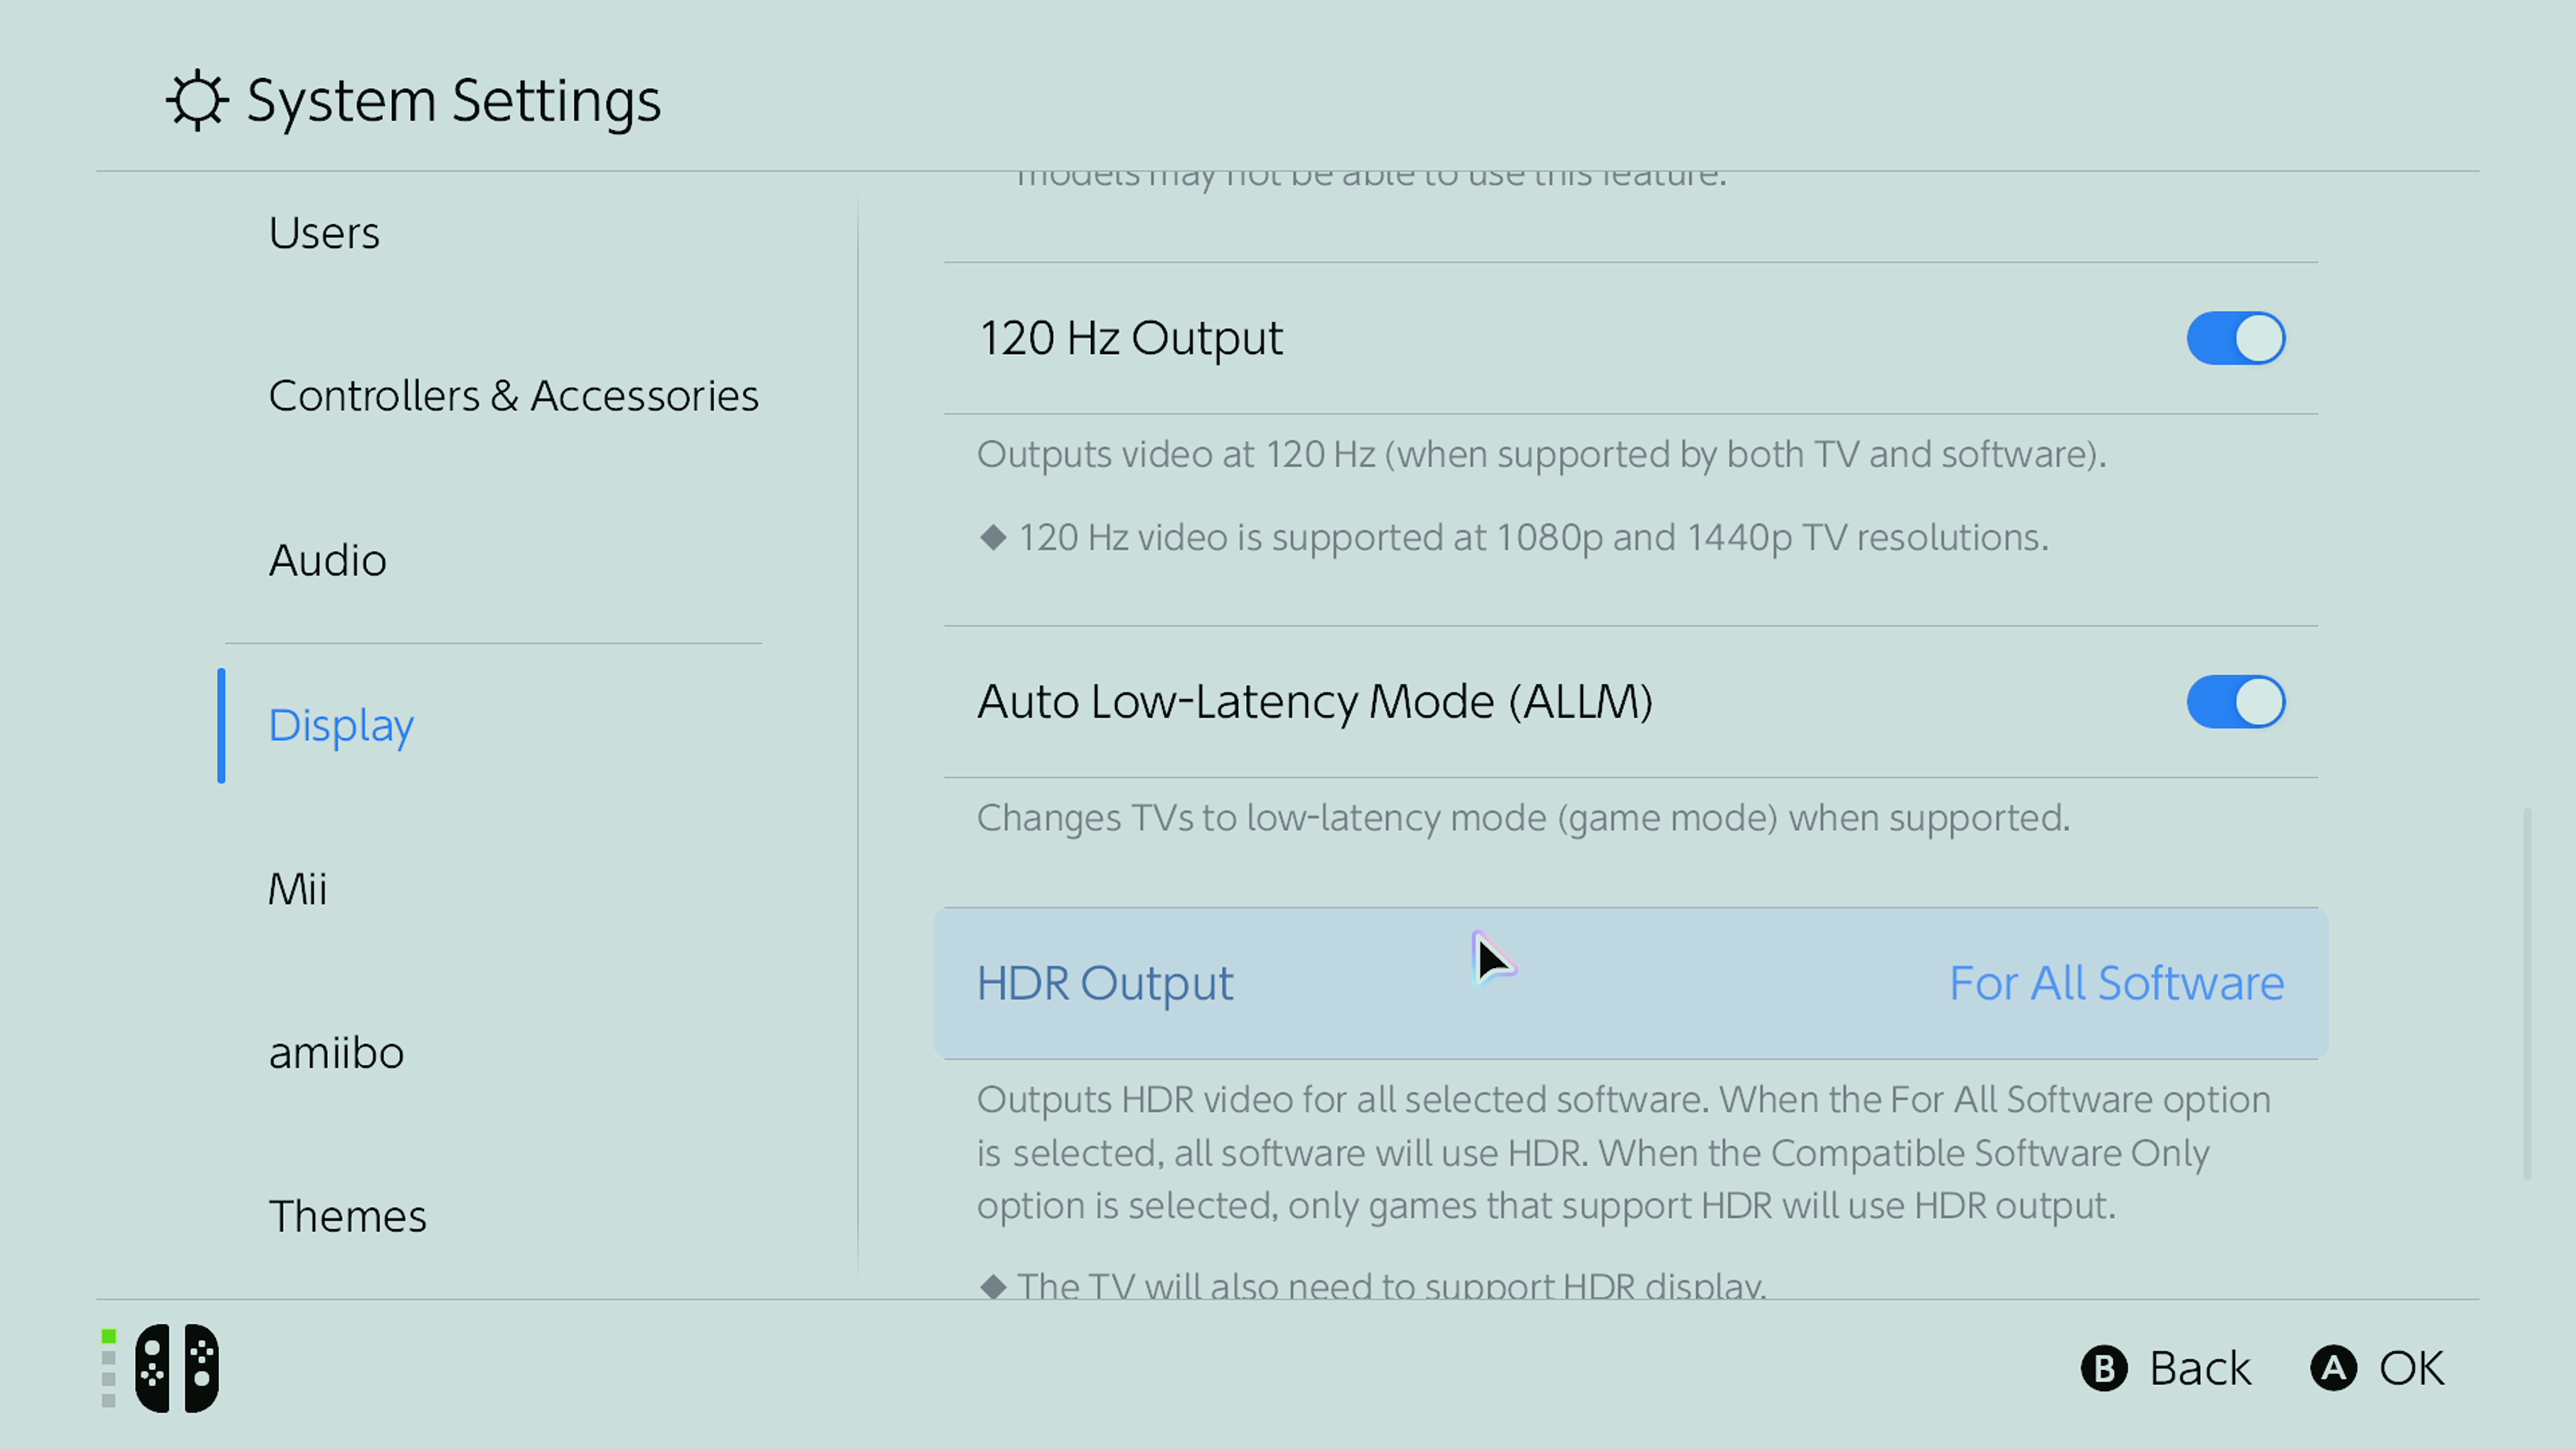 System Settings
Users
Controllers & Accessories
Audio
Display
Mii
amiibo
Themes
models may not be able to use this feature.
120 Hz Output
Outputs video at 120 Hz (when supported by both TV and software).
◆ 120 Hz video is supported at 1080p and 1440p TV resolutions.
Auto Low-Latency Mode (ALLM)
Changes TVs to low-latency mode (game mode) when supported.
HDR Output For All Software
Outputs HDR video for all selected software. When the For All Software option
is selected, all software will use HDR. When the Compatible Software Only
option is selected, only games that support HDR will use HDR output.
◆ The TV will also need to support HDR display.
B Back A OK